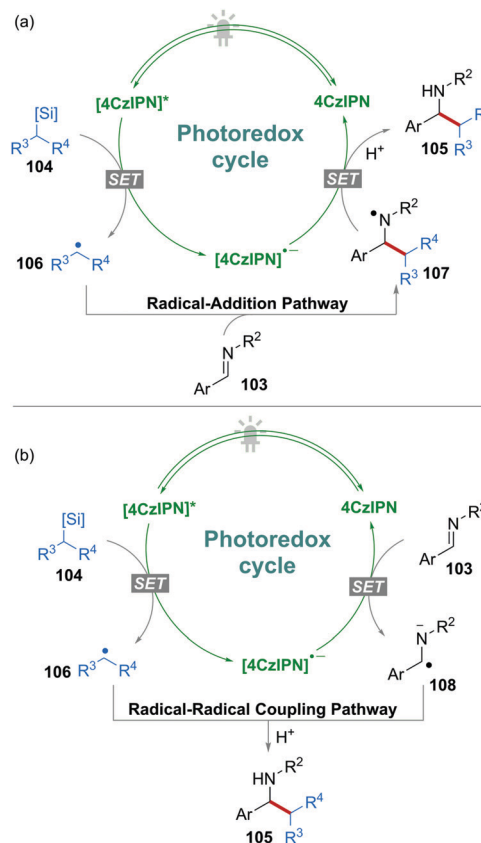 (a)
[4CzIPN]*
4CzIPN
[Si]
R3
R4
104
Photoredox
cycle
HN
R2
Ar
R3
105
H+
SET
SET
106
R3
R4
[4CzIPN]•−
•
N
R2
Ar
R4
R3
107
Radical-Addition Pathway
N
R2
Ar
103
(b)
[4CzIPN]*
4CzIPN
[Si]
R3
R4
104
Photoredox
cycle
N
Ar
103
SET
SET
106
R3
R4
[4CzIPN]•−
−
N
R2
Ar
108
Radical-Radical Coupling Pathway
H+
HN
R2
Ar
R4
R3
105